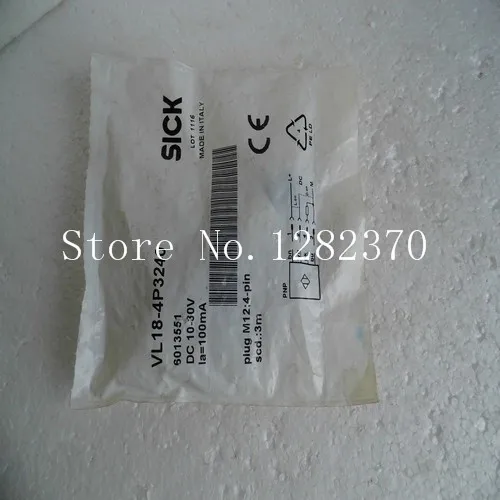 SICK
LOT 1116
MADE IN ITALY
VL18-4P324
6013551
DC 10-30V
Ia=100mA
plug M12:4-pin
scd.:3m
CE
PE LD
L+
DC
M
PNP
Store No. 1282370